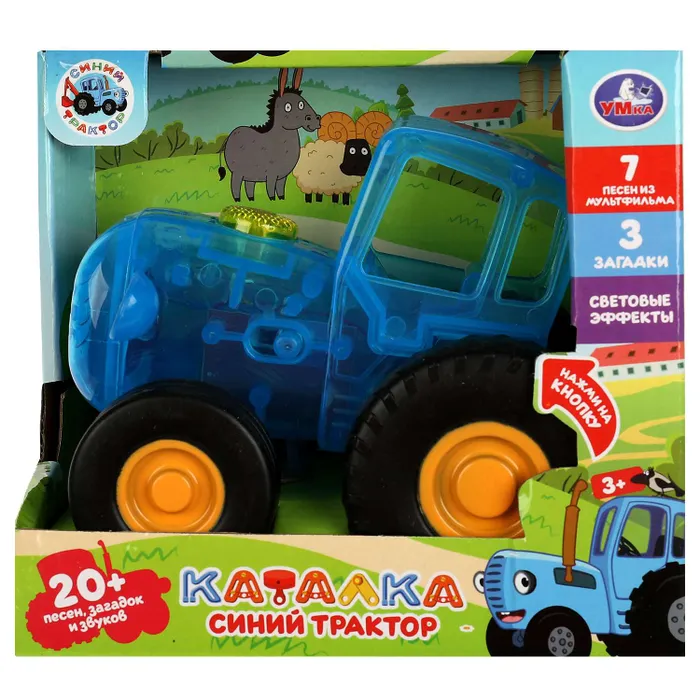 СИНИЙ
ТРАКТОР
УМка
7
ПЕСЕН ИЗ
МУЛЬТФИЛЬМА
3
ЗАГАДКИ
СВЕТОВЫЕ
ЭФФЕКТЫ
НАЖМИ НА
КНОПКУ
3+
20+
песен, загадок
и звуков
КАТАЛКА
СИНИЙ ТРАКТОР